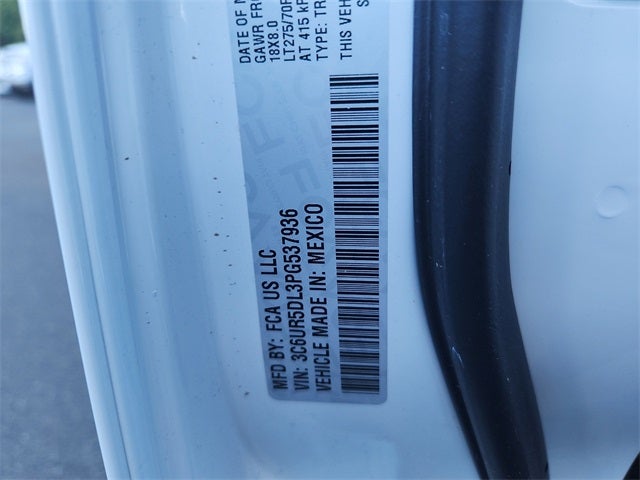 DATE OF
GAWR FR
18X8.0
LT275/70R
AT 415 KP
TYPE: TR
THIS VEH
MFD BY: FCA US LLC
VIN: 3C6UR5DL3PG537936
VEHICLE MADE IN: MEXICO